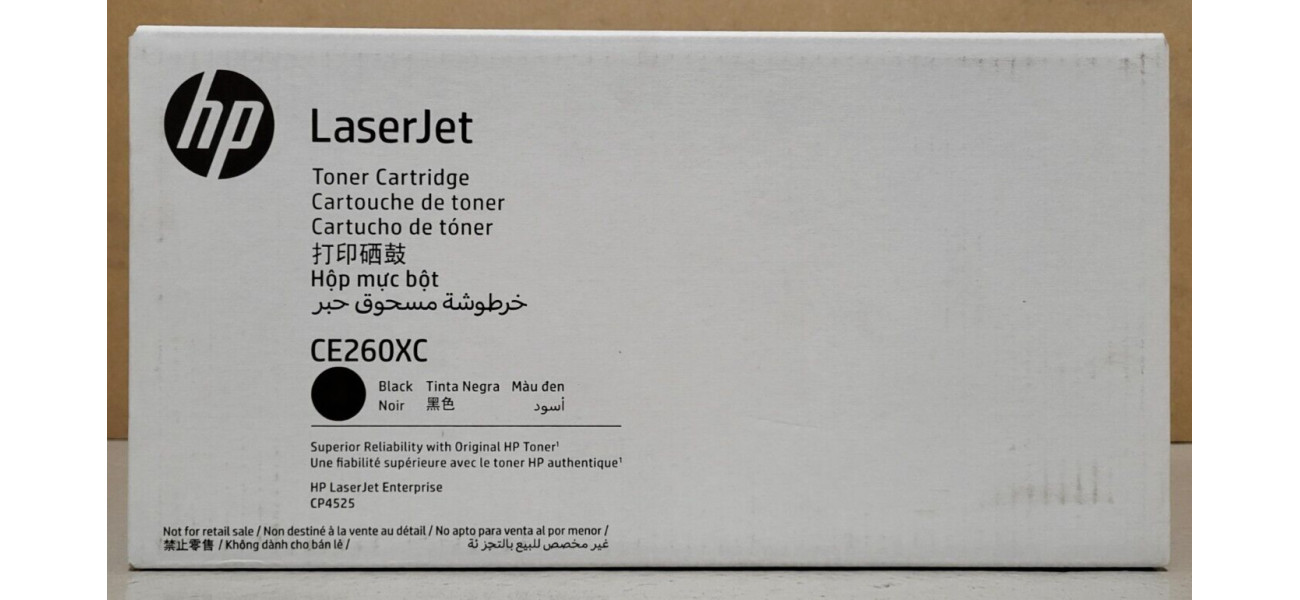 hp
LaserJet
Toner Cartridge
Cartouche de toner
Cartucho de tóner
打印硒鼓
Hộp mực bột
خرطوشة مسحوق حبر
CE260XC
Black Tinta Negra Màu đen
Noir 黑色 أسود
Superior Reliability with Original HP Toner¹
Une fiabilité supérieure avec le toner HP authentique¹
HP LaserJet Enterprise
CP4525
Not for retail sale / Non destiné à la vente au détail / No apto para venta al por menor /
禁止零售 / Không dành cho bán lẻ / غير مخصص للبيع بالتجز ئة